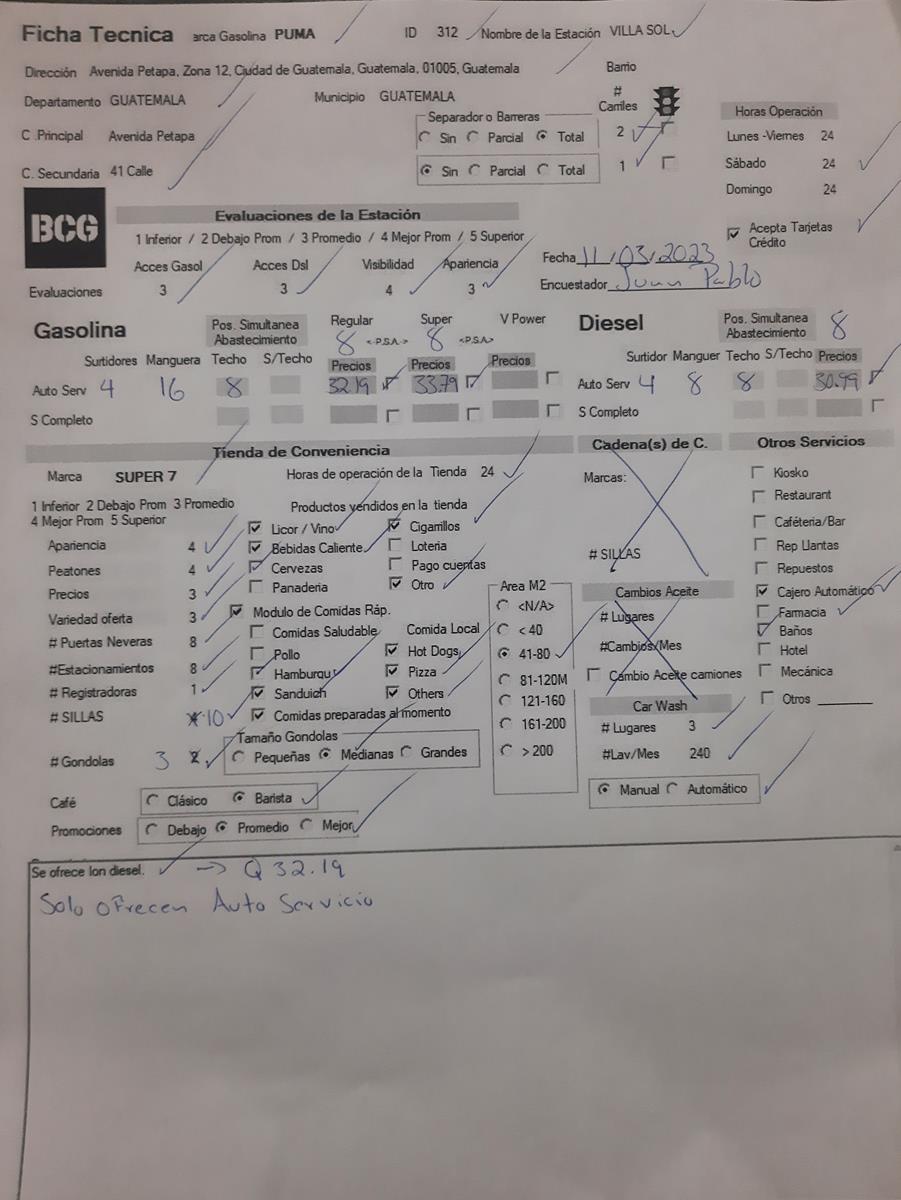 Ficha Tecnica arca Gasolina PUMA ID 312 Nombre de la Estación VILLA SOL
Dirección Avenida Petapa, Zona 12, Ciudad de Guatemala, Guatemala, 01005, Guatemala Barrio
Departamento GUATEMALA Municipio GUATEMALA # Carriles
Separador o Barreras Horas Operación
C .Principal Avenida Petapa Sin Parcial Total 2 Lunes -Viernes 24
C. Secundaria 41 Calle Sin Parcial Total 1 Sábado 24
Domingo 24
BCG Evaluaciones de la Estación
1 Inferior / 2 Debajo Prom / 3 Promedio / 4 Mejor Prom / 5 Superior Acepta Tarjetas Crédito
Acces Gasol Acces Dsl Visibilidad Apariencia Fecha 11/03/2023
Evaluaciones 3 3 4 3 Encuestador Juan Pablo
Gasolina Pos. Simultanea Abastecimiento Regular Super V Power Diesel Pos. Simultanea Abastecimiento 8
8 <-P.S.A.-> 8 <-P.S.A->
Surtidores Manguera Techo S/Techo Precios Precios Precios Surtidor Manguer Techo S/Techo Precios
Auto Serv 4 16 8 32.19 33.79 Auto Serv 4 8 8 30.99
S Completo S Completo
Tienda de Conveniencia Cadena(s) de C. Otros Servicios
Marca SUPER 7 Horas de operación de la Tienda 24 Marcas: Kiosko
1 Inferior 2 Debajo Prom 3 Promedio Productos vendidos en la tienda Restaurant
4 Mejor Prom 5 Superior Licor / Vino Cigarrillos Caféteria/Bar
Apariencia 4 Bebidas Caliente Loteria # SILLAS Rep Llantas
Peatones 4 Cervezas Pago cuentas Repuestos
Precios 3 Panaderia Otro Area M2 Cambios Aceite Cajero Automático
Variedad oferta 3 Modulo de Comidas Ráp. <N/A> # Lugares Farmacia
# Puertas Neveras 8 Comidas Saludable Comida Local < 40 Baños
#Estacionamientos 8 Pollo Hot Dogs 41-80 #Cambios/Mes Hotel
# Registradoras 1 Hamburqu Pizza 81-120M Cambio Aceite camiones Mecánica
# SILLAS 10 Sanduich Others 121-160 Car Wash Otros
Comidas preparadas al momento 161-200 # Lugares 3
Tamaño Gondolas
# Gondolas 3 2 Pequeñas Medianas Grandes > 200 #Lav/Mes 240
Café Clásico Barista Manual Automático
Promociones Debajo Promedio Mejor
Se ofrece Ion diesel. -> Q 32.19
Solo ofrecen Auto Servicio